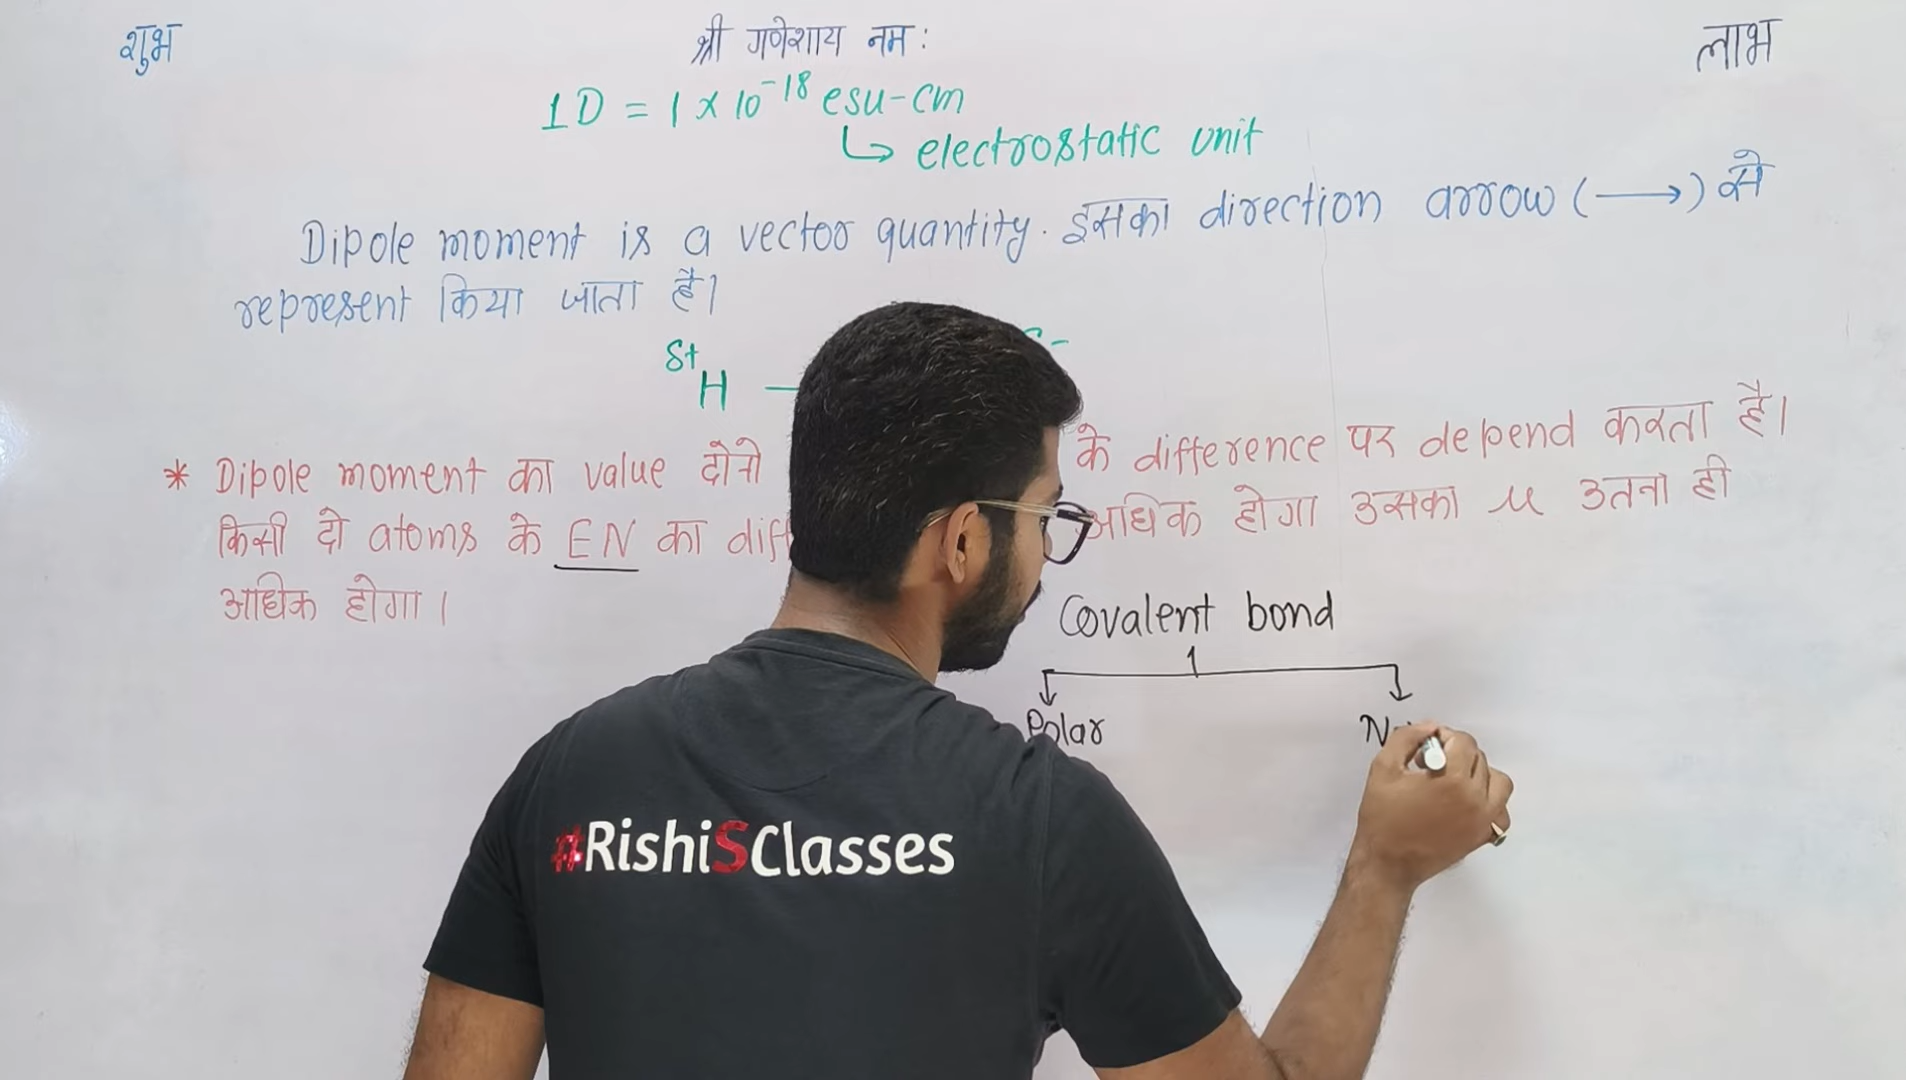 शुभ श्री गणेशाय नमः लाभ
1D = 1 × 10⁻¹⁸ esu-cm
↳ electrostatic unit
Dipole moment is a vector quantity. इसका direction arrow (⟶) से
represent किया जाता है।
δ+
H —
* Dipole moment का value दोनो के difference पर depend करता है।
किसी दो atoms के EN का अधिक होगा उसका μ उतना ही
अधिक होगा।
Covalent bond
Polar
#RishiSClasses